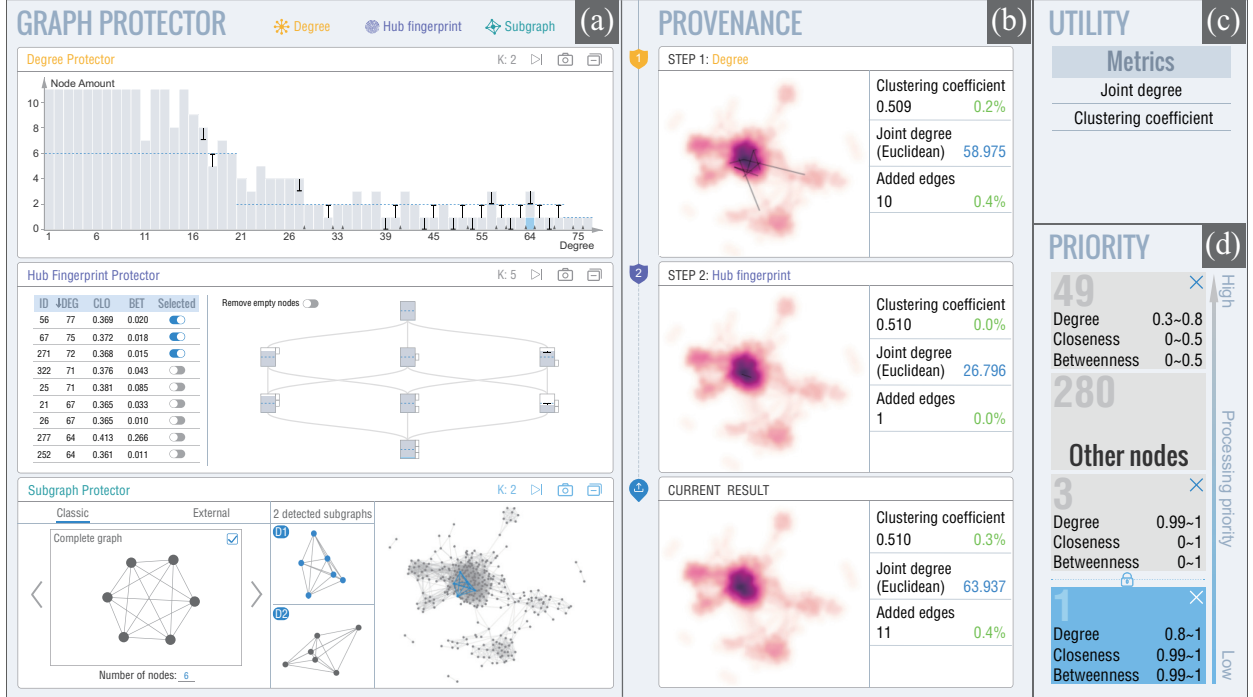 GRAPH PROTECTOR
Degree
Hub fingerprint
Subgraph
(a)
Degree Protector
K: 2
Node Amount
10
8
6
4
2
0
1 6 11 16 21 26 33 39 45 55 64 75
Degree
Hub Fingerprint Protector
K: 5
ID DEG CLO BET Selected
56 77 0.369 0.020
67 75 0.372 0.018
271 72 0.368 0.015
322 71 0.376 0.043
25 71 0.381 0.085
21 67 0.365 0.033
26 67 0.365 0.010
277 64 0.413 0.266
252 64 0.361 0.011
Remove empty nodes
Subgraph Protector
K: 2
Classic
External
Complete graph
Number of nodes: 6
2 detected subgraphs
D1
D2
PROVENANCE
(b)
1
STEP 1: Degree
Clustering coefficient
0.509 0.2%
Joint degree
(Euclidean) 58.975
Added edges
10 0.4%
2
STEP 2: Hub fingerprint
Clustering coefficient
0.510 0.0%
Joint degree
(Euclidean) 26.796
Added edges
1 0.0%
CURRENT RESULT
Clustering coefficient
0.510 0.3%
Joint degree
(Euclidean) 63.937
Added edges
11 0.4%
UTILITY
(c)
Metrics
Joint degree
Clustering coefficient
PRIORITY
(d)
49
Degree 0.3~0.8
Closeness 0~0.5
Betweenness 0~0.5
280
Other nodes
3
Degree 0.99~1
Closeness 0~1
Betweenness 0~1
1
Degree 0.8~1
Closeness 0.99~1
Betweenness 0.99~1
High
Processing priority
Low